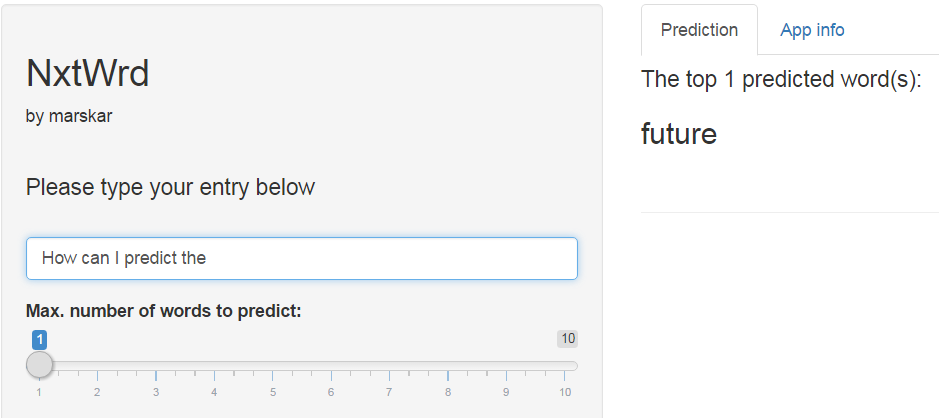 NxtWrd
by marskar
Please type your entry below
How can I predict the
Max. number of words to predict:
1 10
1 2 3 4 5 6 7 8 9 10
Prediction App info
The top 1 predicted word(s):
future